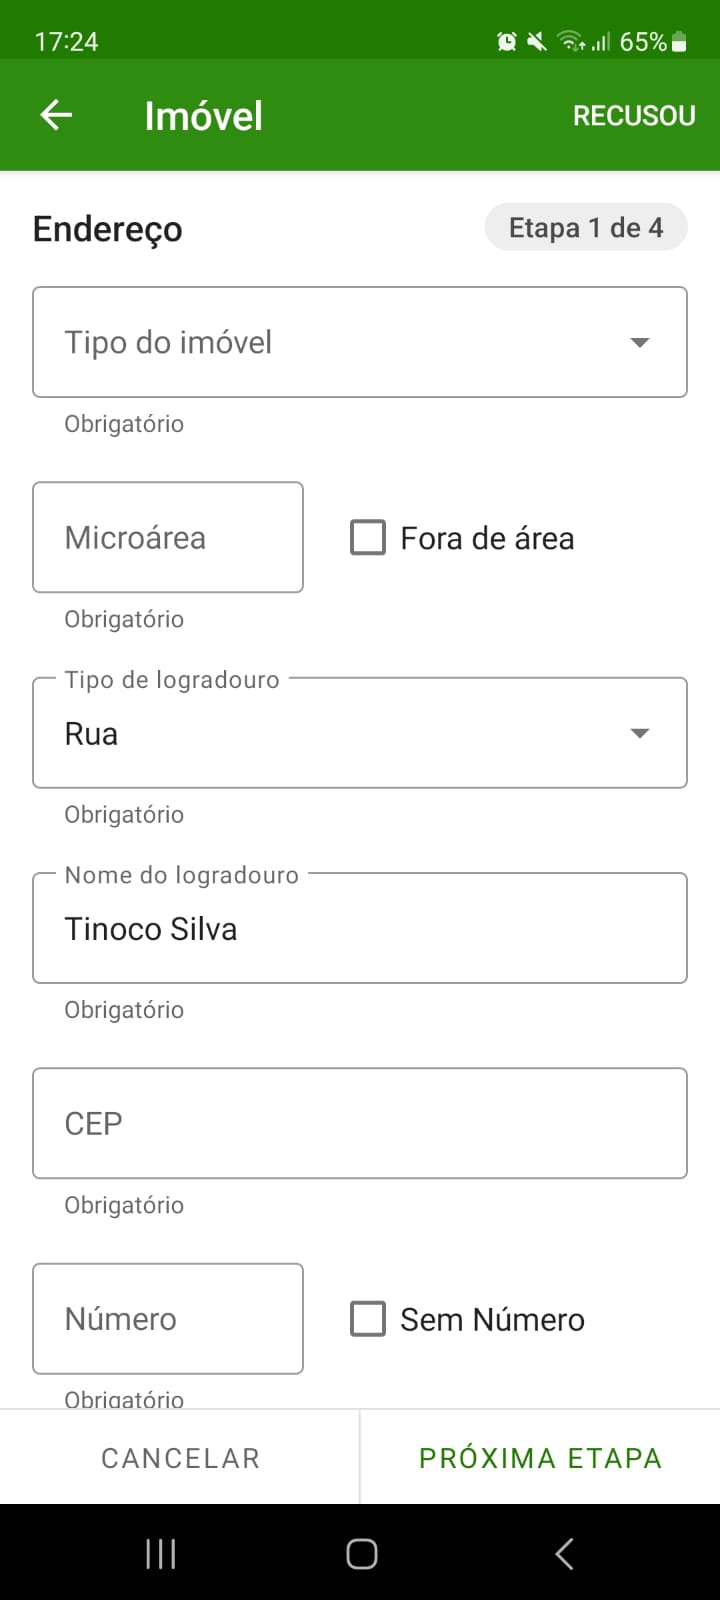 17:24 65%
Imóvel RECUSOU
Endereço Etapa 1 de 4
Tipo do imóvel
Obrigatório
Microárea Fora de área
Obrigatório
Tipo de logradouro
Rua
Obrigatório
Nome do logradouro
Tinoco Silva
Obrigatório
CEP
Obrigatório
Número Sem Número
Obrigatório
CANCELAR PRÓXIMA ETAPA